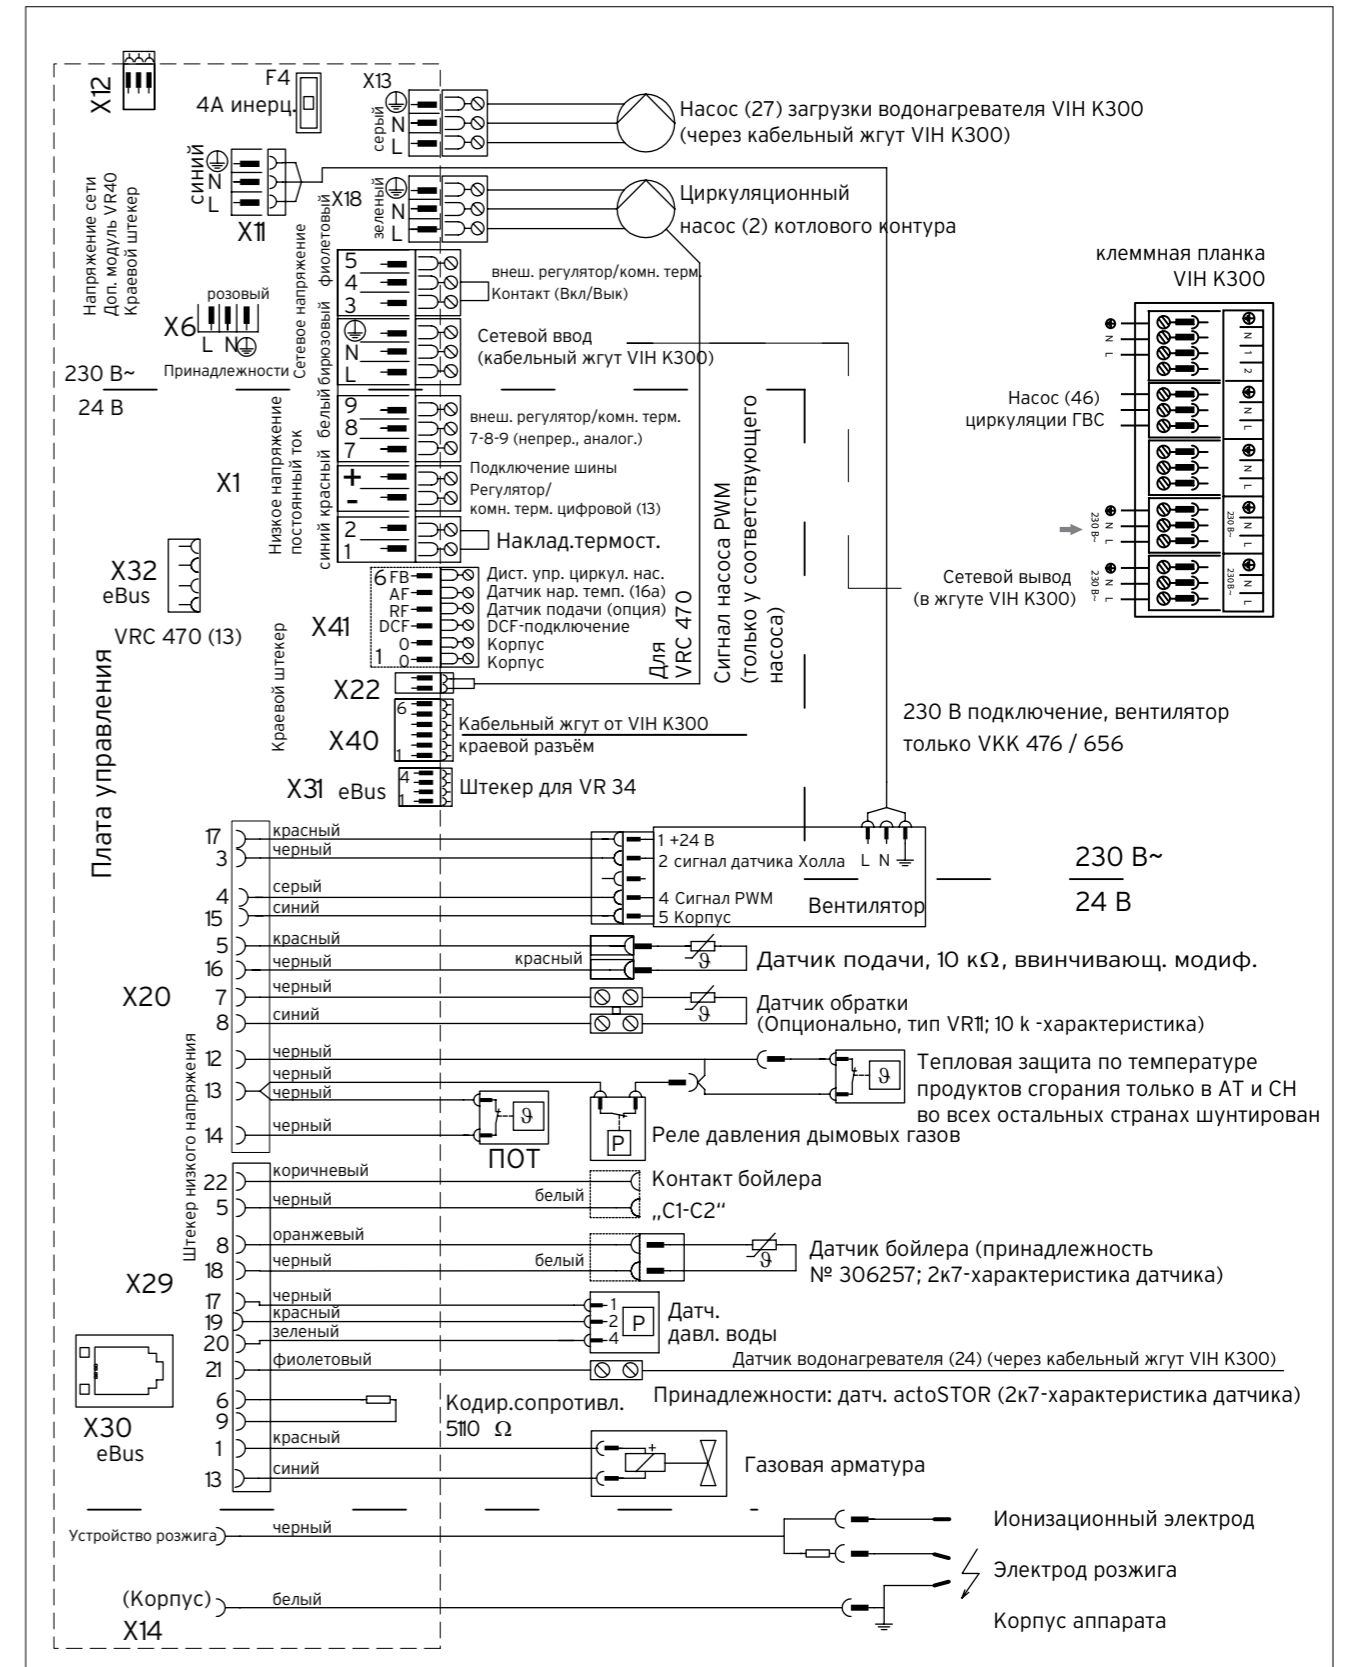 X12
F4
4А инерц.
X13
серый
N
L
Насос (27) загрузки водонагревателя VIH K300
(через кабельный жгут VIH K300)
синий
N
L
X11
X18
зеленый
N
L
Циркуляционный
насос (2) котлового контура
Напряжение сети
Доп. модуль VR40
Краевой штекер
розовый
X6
L N
Принадлежности
Сетевое напряжение
фиолетовый
5
4
3
внеш. регулятор/комн. терм.
Контакт (Вкл/Вык)
бирюзовый
N
L
Сетевой ввод
(кабельный жгут VIH K300)
клеммная планка
VIH K300
N
L
N
1
2
Насос (46)
циркуляции ГВС
N
L
N
L
230 В~
N
L
230 В~
N
L
Сетевой вывод
(в жгуте VIH K300)
230 В~
N
L
230 В~
N
L
230 В~
24 В
X1
Низкое напряжение
постоянный ток
белый
9
8
7
внеш. регулятор/комн. терм.
7-8-9 (непрер., аналог.)
красный
+
-
Подключение шины
Регулятор/
комн. терм. цифровой (13)
синий
2
1
Наклад.термост.
X32
eBus
VRC 470 (13)
X41
6 FB
AF
RF
DCF
0
1 0
Дист. упр. циркул. нас.
Датчик нар. темп. (16a)
Датчик подачи (опция)
DCF-подключение
Корпус
Корпус
Для
VRC 470
Сигнал насоса PWM
(только у соответствующего
насоса)
Краевой штекер
X22
X40
6
1
Кабельный жгут от VIH K300
краевой разъём
X31 eBus
4
1
Штекер для VR 34
230 В подключение, вентилятор
только VKK 476 / 656
Плата управления
17
красный
3
черный
4
серый
15
синий
1 +24 В
2 сигнал датчика Холла
4 Сигнал PWM
5 Корпус
L N
Вентилятор
230 В~
24 В
X20
5
красный
16
черный
красный
ϑ
Датчик подачи, 10 кΩ, ввинчивающ. модиф.
7
черный
8
синий
ϑ
Датчик обратки
(Опционально, тип VR11; 10 k -характеристика)
Штекер низкого напряжения
12
черный
13
черный
черный
14
черный
ϑ
ПОТ
P
Реле давления дымовых газов
ϑ
Тепловая защита по температуре
продуктов сгорания только в AT и CH
во всех остальных странах шунтирован
X29
22
коричневый
5
черный
белый
Контакт бойлера
„C1-C2“
8
оранжевый
18
черный
белый
ϑ
Датчик бойлера (принадлежность
№ 306257; 2к7-характеристика датчика)
17
черный
19
красный
20
зеленый
1
2
4
P
Датч.
давл. воды
21
фиолетовый
Датчик водонагревателя (24) (через кабельный жгут VIH K300)
Принадлежности: датч. actoSTOR (2к7-характеристика датчика)
X30
eBus
6
9
Кодир.сопротивл.
5110 Ω
1
красный
13
синий
+
Газовая арматура
Устройство розжига
черный
Ионизационный электрод
Электрод розжига
(Корпус)
X14
белый
Корпус аппарата